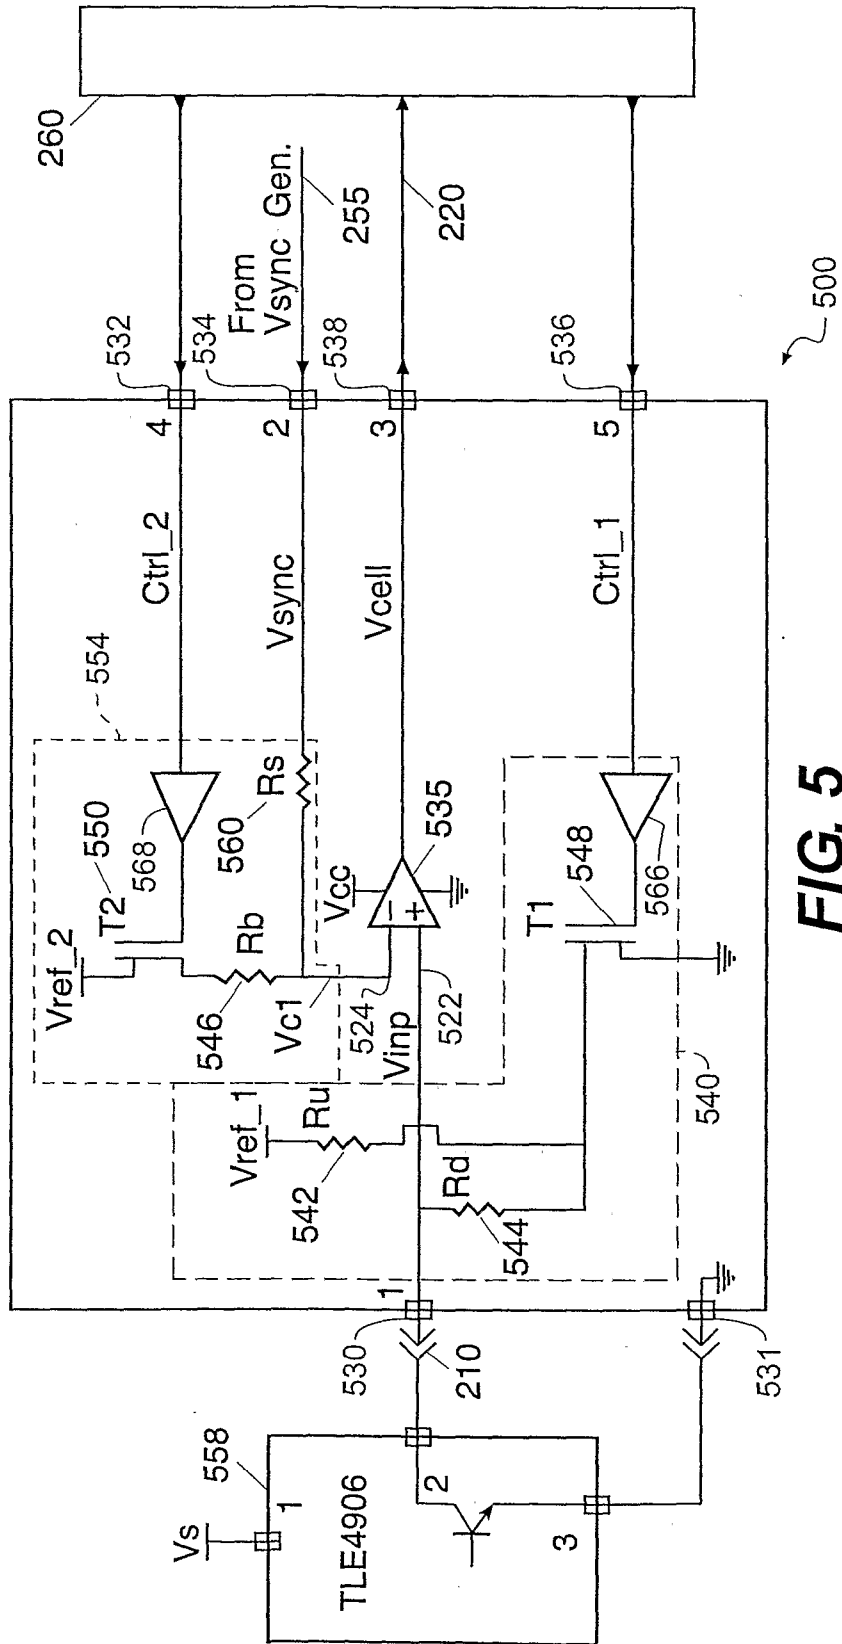 260
From
Vsync Gen.
255
220
500
532
534
538
536
4
2
3
5
Ctrl_2
Vsync
Vcell
Ctrl_1
554
550
568
T2
Vref_2
Rb
546
Vc1
560
Rs
Vcc
535
−
+
524
Vinp
522
548
T1
566
540
Vref_1
Ru
542
Rd
544
1
530
210
531
558
Vs
1
TLE4906
2
3
FIG. 5